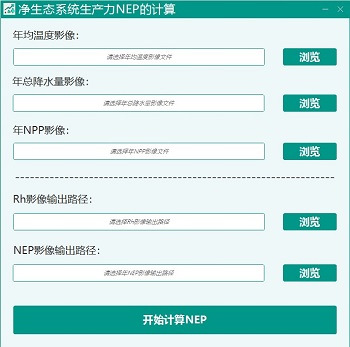 净生态系统生产力NEP的计算
年均温度影像：
请选择年均温度影像文件
浏览
年总降水量影像：
请选择年总降水量影像文件
浏览
年NPP影像：
请选择年NPP影像文件
浏览
Rh影像输出路径：
请选择Rh影像输出路径
浏览
NEP影像输出路径：
请选择年NEP影像输出路径
浏览
开始计算NEP